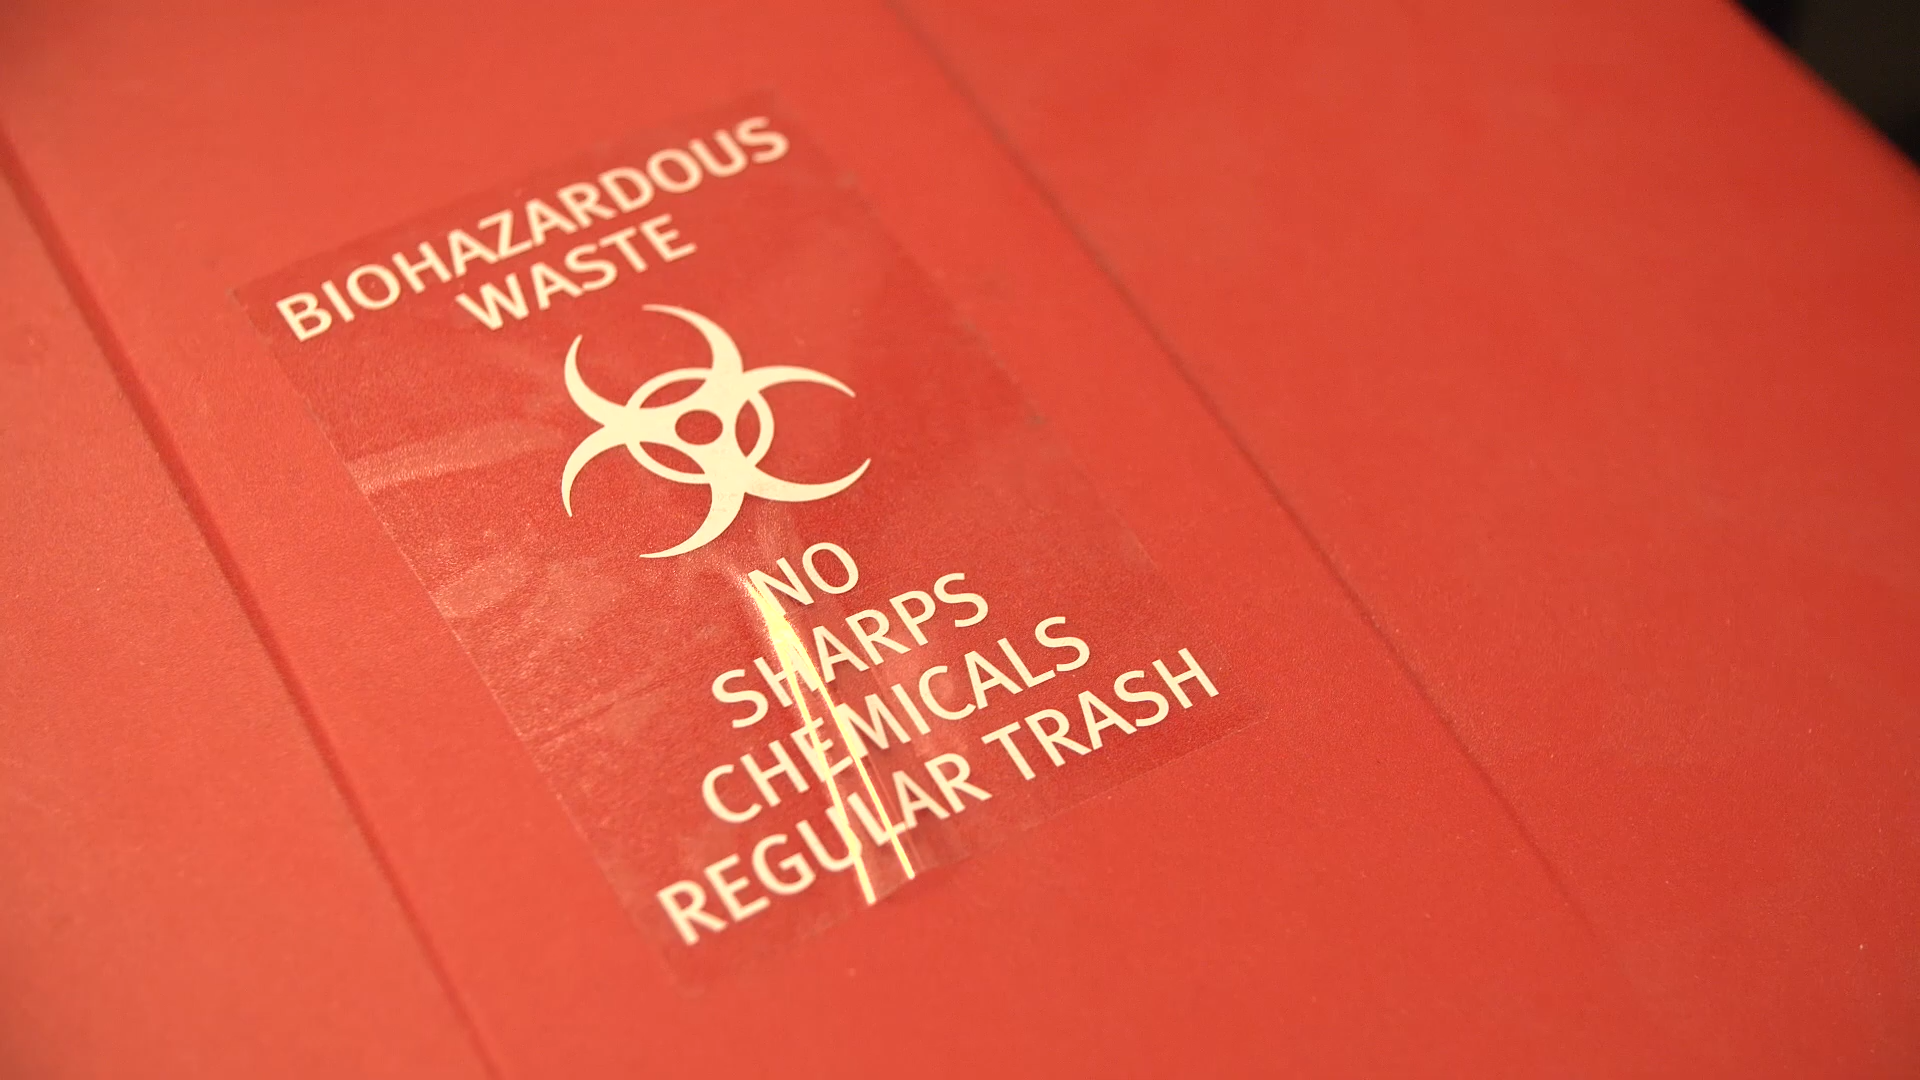 BIOHAZARDOUS
WASTE
NO
SHARPS
CHEMICALS
REGULAR TRASH